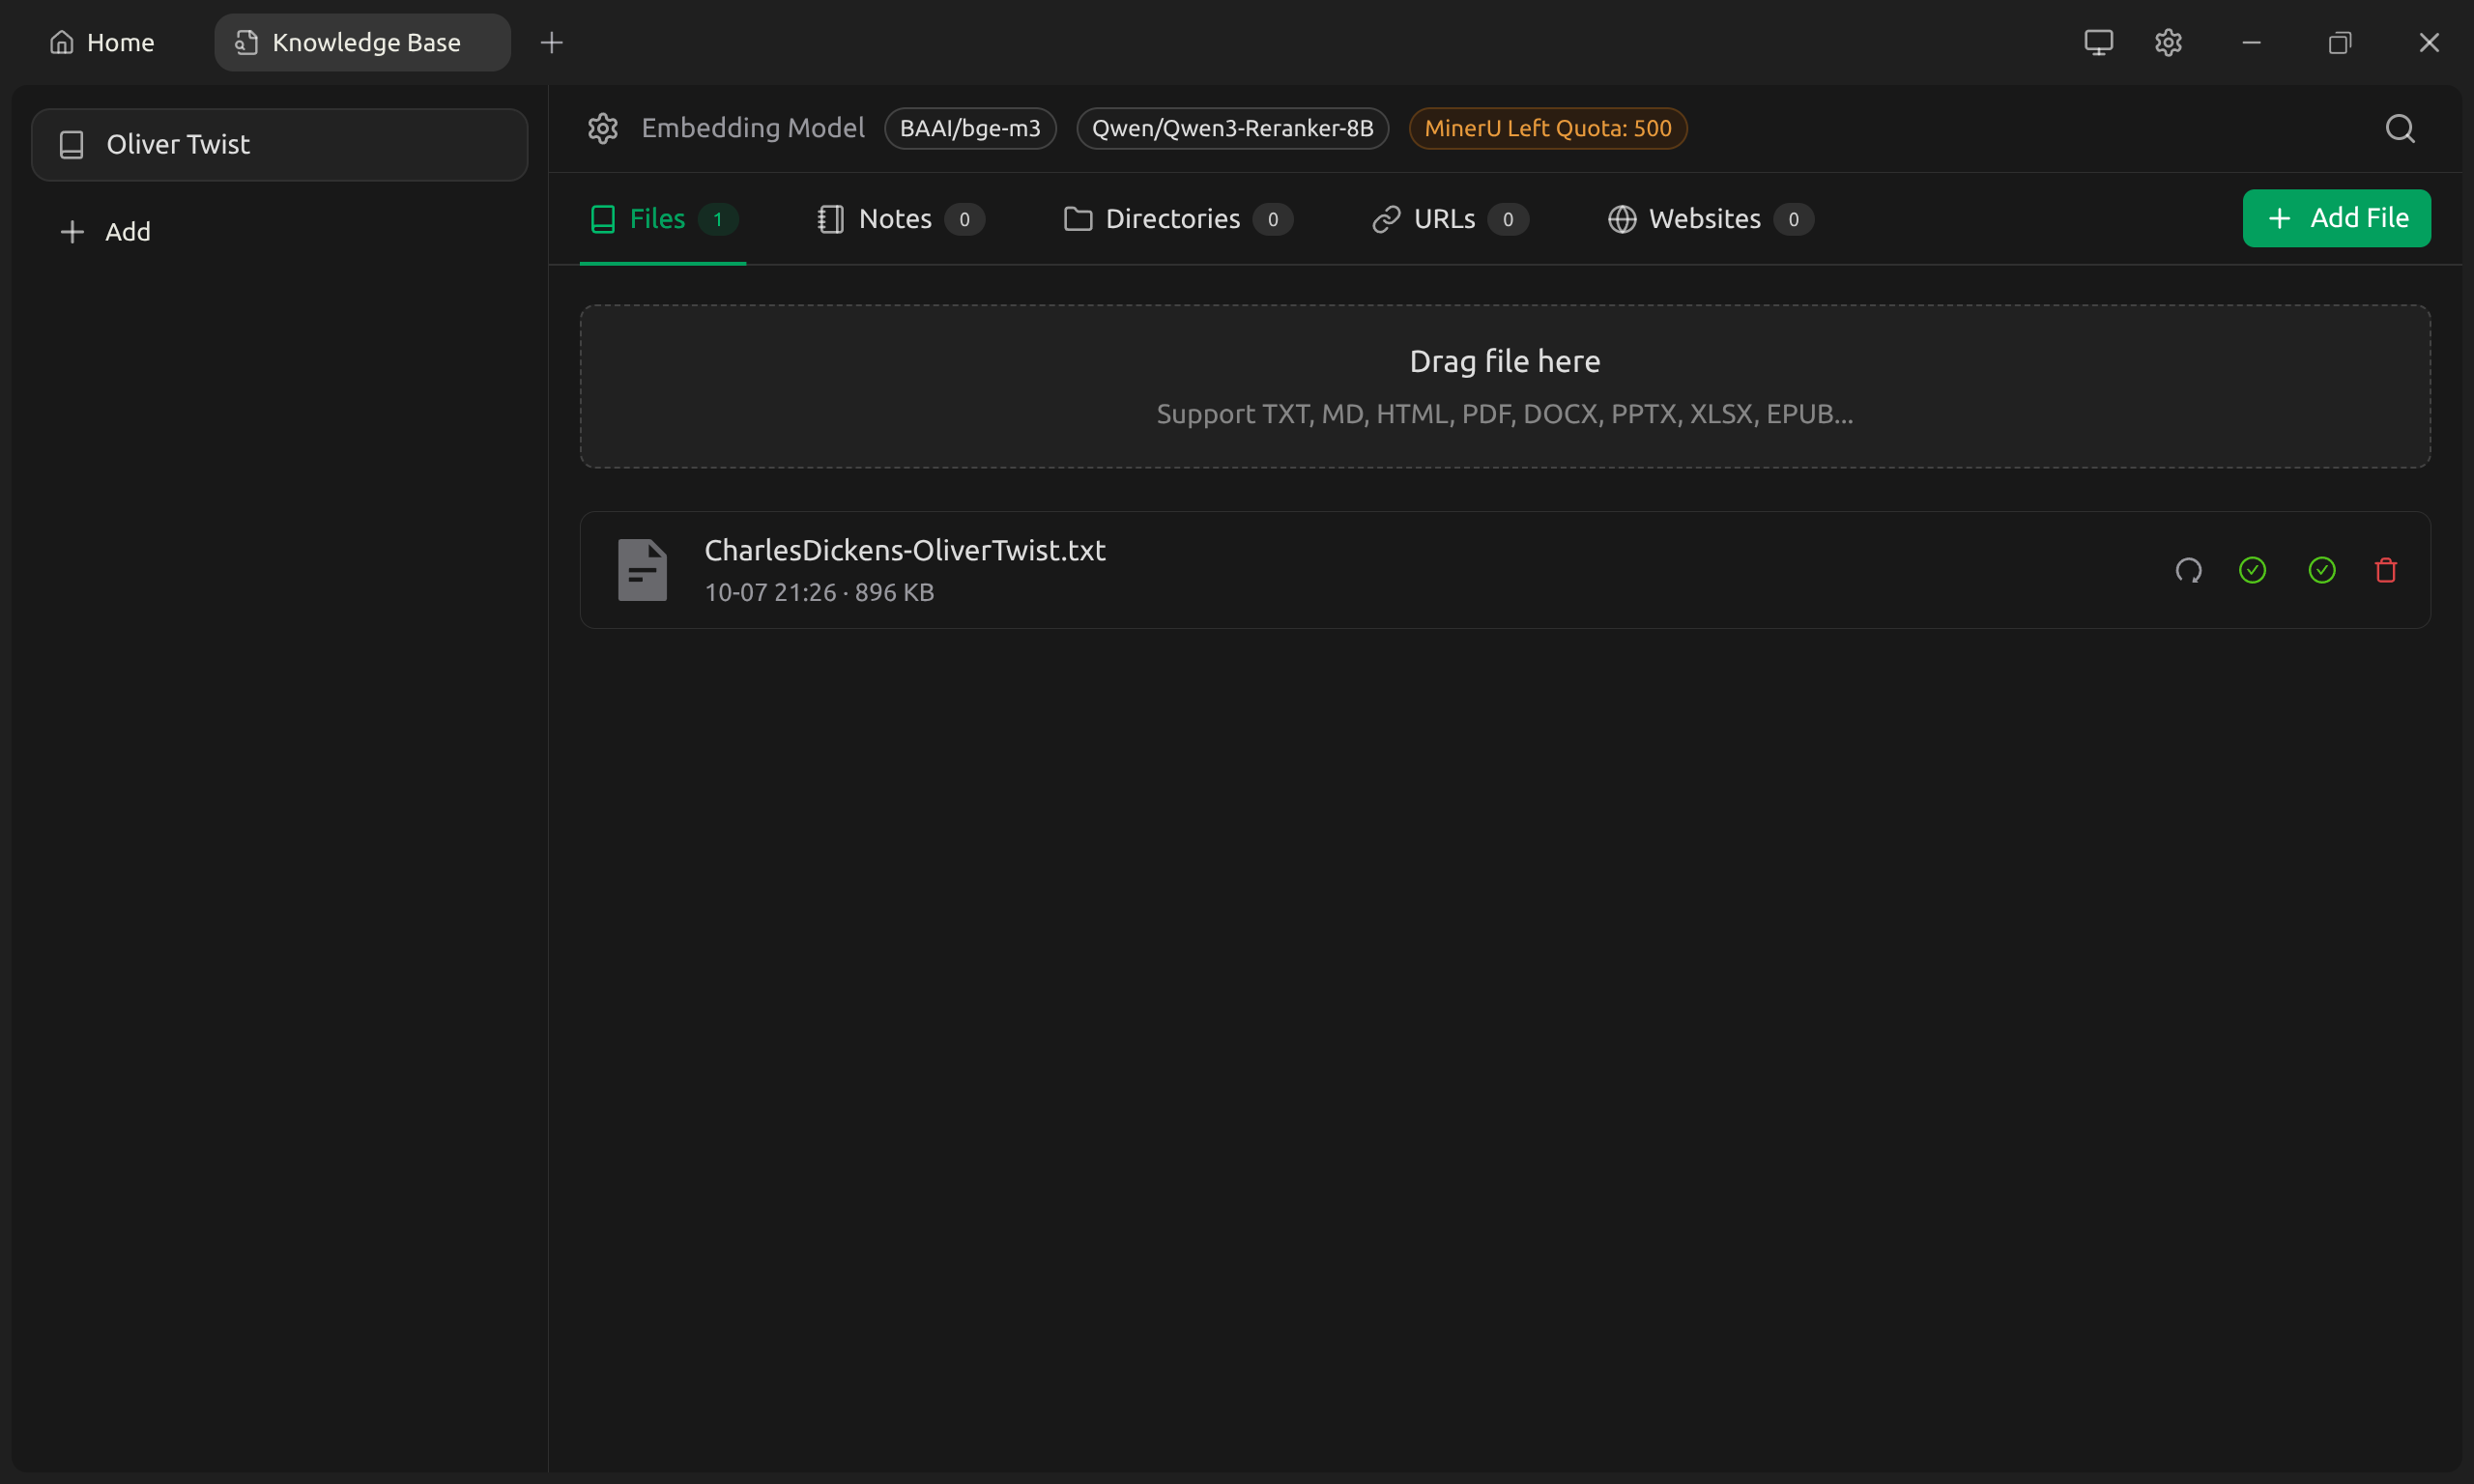 Home
Knowledge Base
Oliver Twist
Add
Embedding Model BAAI/bge-m3 Qwen/Qwen3-Reranker-8B MinerU Left Quota: 500
Files 1 Notes 0 Directories 0 URLs 0 Websites 0 Add File
Drag file here
Support TXT, MD, HTML, PDF, DOCX, PPTX, XLSX, EPUB...
CharlesDickens-OliverTwist.txt
10-07 21:26 · 896 KB